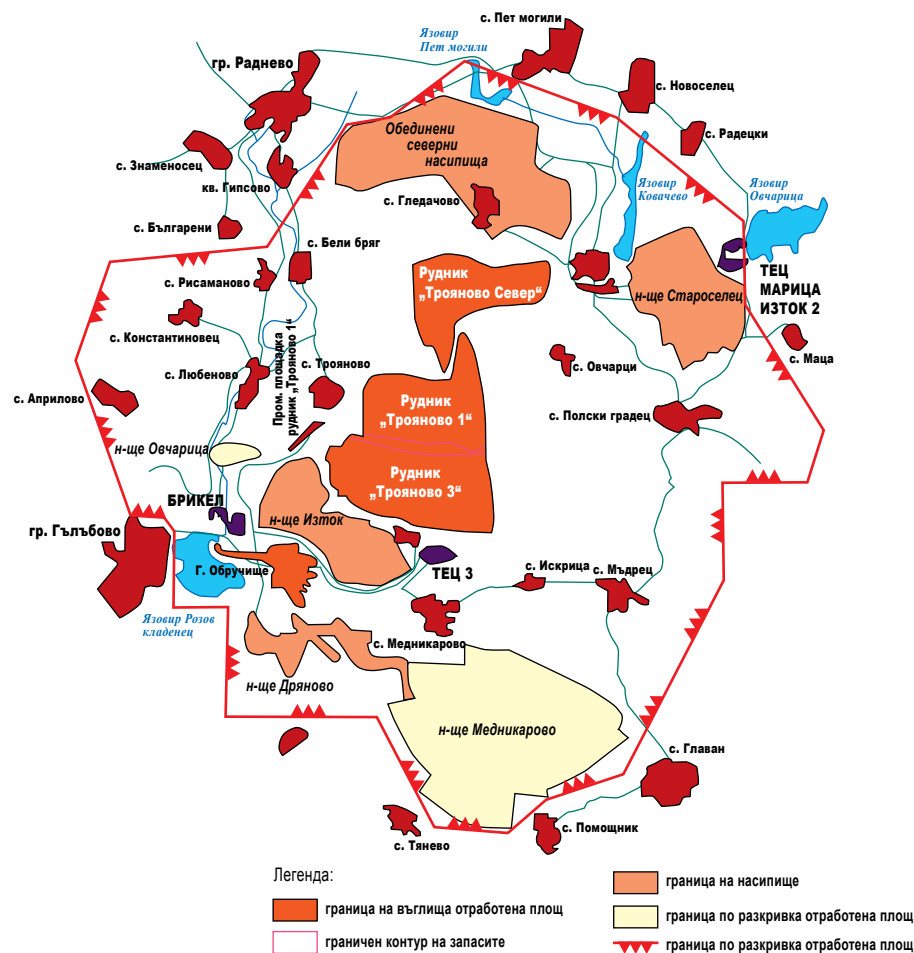 с. Пет могили
Язовир
Пет могили
гр. Раднево
с. Новоселец
Обединени
северни
насипища
с. Радецки
с. Знаменосец
кв. Гипсово
с. Гледачово
Язовир
Ковачево
Язовир
Овчарица
с. Българени
с. Бели бряг
с. Рисаманово
Рудник
„Трояново Север“
н-ще Староселец
ТЕЦ
МАРИЦА
ИЗТОК 2
с. Константиновец
Пром. площадка
рудник „Трояново 1“
с. Трояново
с. Любеново
с. Овчарци
с. Маца
с. Априлово
Рудник
„Трояново 1“
с. Полски градец
н-ще Овчарица
Рудник
„Трояново 3“
БРИКЕЛ
н-ще Изток
гр. Гълъбово
Г. Обручище
ТЕЦ 3
с. Искрица
с. Мъдрец
Язовир Розов
кладенец
с. Медникарово
н-ще Дряново
н-ще Медникарово
с. Главан
с. Тянево
с. Помощник
Легенда:
граница на въглища отработена площ
граничен контур на запасите
граница на насипище
граница по разкривка отработена площ
граница по разкривка отработена площ